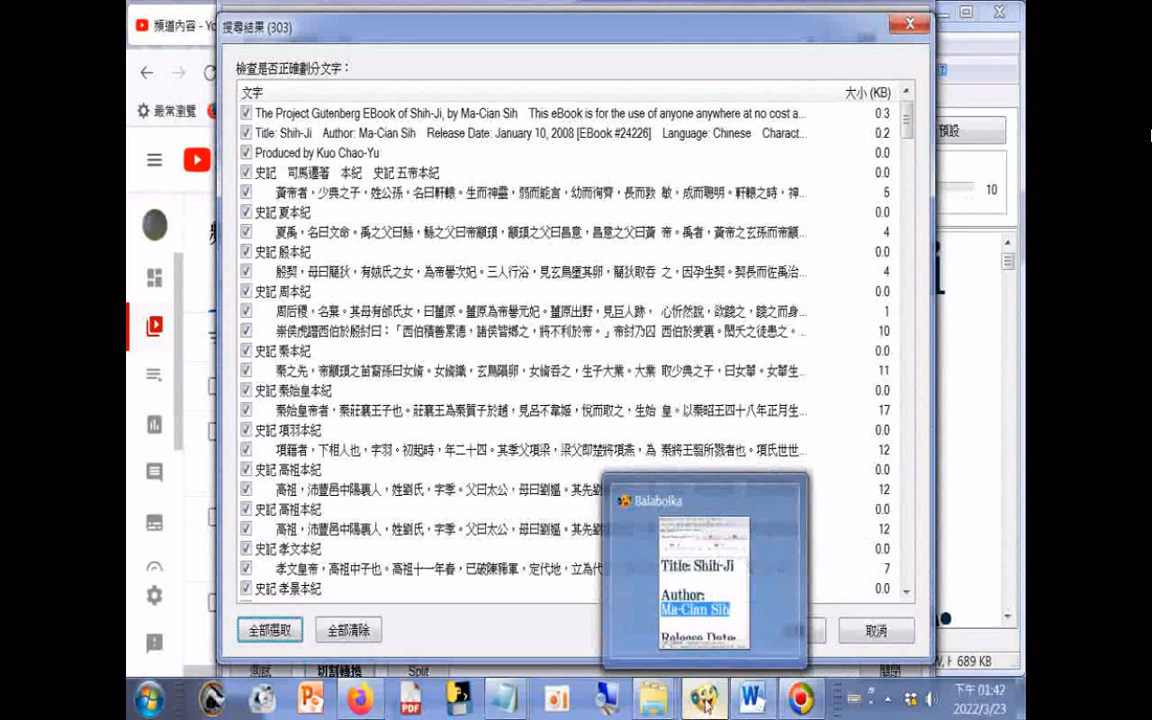 頻道內容 - Yo
搜尋結果 (303)
檢查是否正確劃分文字：
最常瀏覽
文字 大小 (KB)
The Project Gutenberg EBook of Shih-Ji, by Ma-Cian Sih This eBook is for the use of anyone anywhere at no cost a... 0.3
Title: Shih-Ji Author: Ma-Cian Sih Release Date: January 10, 2008 [EBook #24226] Language: Chinese Charact... 0.2
預設
Produced by Kuo Chao-Yu 0.0
史記 司馬遷著 本紀 史記 五帝本紀 0.0
黃帝者，少典之子，姓公孫，名曰軒轅。生而神靈，弱而能言，幼而徇齊，長而敦 敏，成而聰明。軒轅之時，神... 5
10
史記 夏本紀 0.0
夏禹，名曰文命。禹之父曰鯀，鯀之父曰帝顓頊，顓頊之父曰昌意，昌意之父曰黃 帝。禹者，黃帝之玄孫而帝顓... 4
史記 殷本紀 0.0
殷契，母曰簡狄，有娀氏之女，為帝嚳次妃。三人行浴，見玄鳥墮其卵，簡狄取吞 之，因孕生契。契長而佐禹治... 4
史記 周本紀 0.0
周后稷，名棄。其母有邰氏女，曰姜原。姜原為帝嚳元妃。姜原出野，見巨人跡， 心忻然說，欲踐之，踐之而身... 1
崇侯虎譖西伯於殷紂曰：「西伯積善累德，諸侯皆嚮之，將不利於帝。」帝紂乃囚 西伯於羑里。閎夭之徒患之。... 10
史記 秦本紀 0.0
秦之先，帝顓頊之苗裔孫曰女脩。女脩織，玄鳥隕卵，女脩吞之，生子大業。大業 取少典之子，曰女華。女華生... 11
史記 秦始皇本紀 0.0
秦始皇帝者，秦莊襄王子也。莊襄王為秦質子於趙，見呂不韋姬，悅而取之，生始 皇。以秦昭王四十八年正月生... 17
史記 項羽本紀 0.0
項籍者，下相人也，字羽。初起時，年二十四。其季父項梁，梁父即楚將項燕，為 秦將王翦所戮者也。項氏世世... 12
史記 高祖本紀 0.0
高祖，沛豐邑中陽里人，姓劉氏，字季。父曰太公，母曰劉媼。其先劉 12
史記 高祖本紀 0.0
高祖，沛豐邑中陽里人，姓劉氏，字季。父曰太公，母曰劉媼。其先劉 12
史記 孝文本紀 0.0
孝文皇帝，高祖中子也。高祖十一年春，已破陳豨軍，定代地，立為代 7
史記 孝景本紀 0.0
Balabolka
Title: Shih-Ji
Author:
Ma-Cian Sih
Release Date:
全部選取 全部清除 取消
測試 切割轉換 Split 關閉
689 KB
下午 01:42
2022/3/23